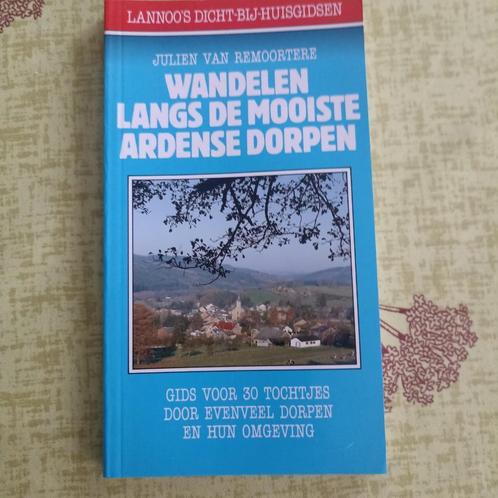 LANNOO'S DICHT-BIJ-HUISGIDSEN
JULIEN VAN REMOORTERE
WANDELEN
LANGS DE MOOISTE
ARDENSE DORPEN
GIDS VOOR 30 TOCHTJES
DOOR EVENVEEL DORPEN
EN HUN OMGEVING